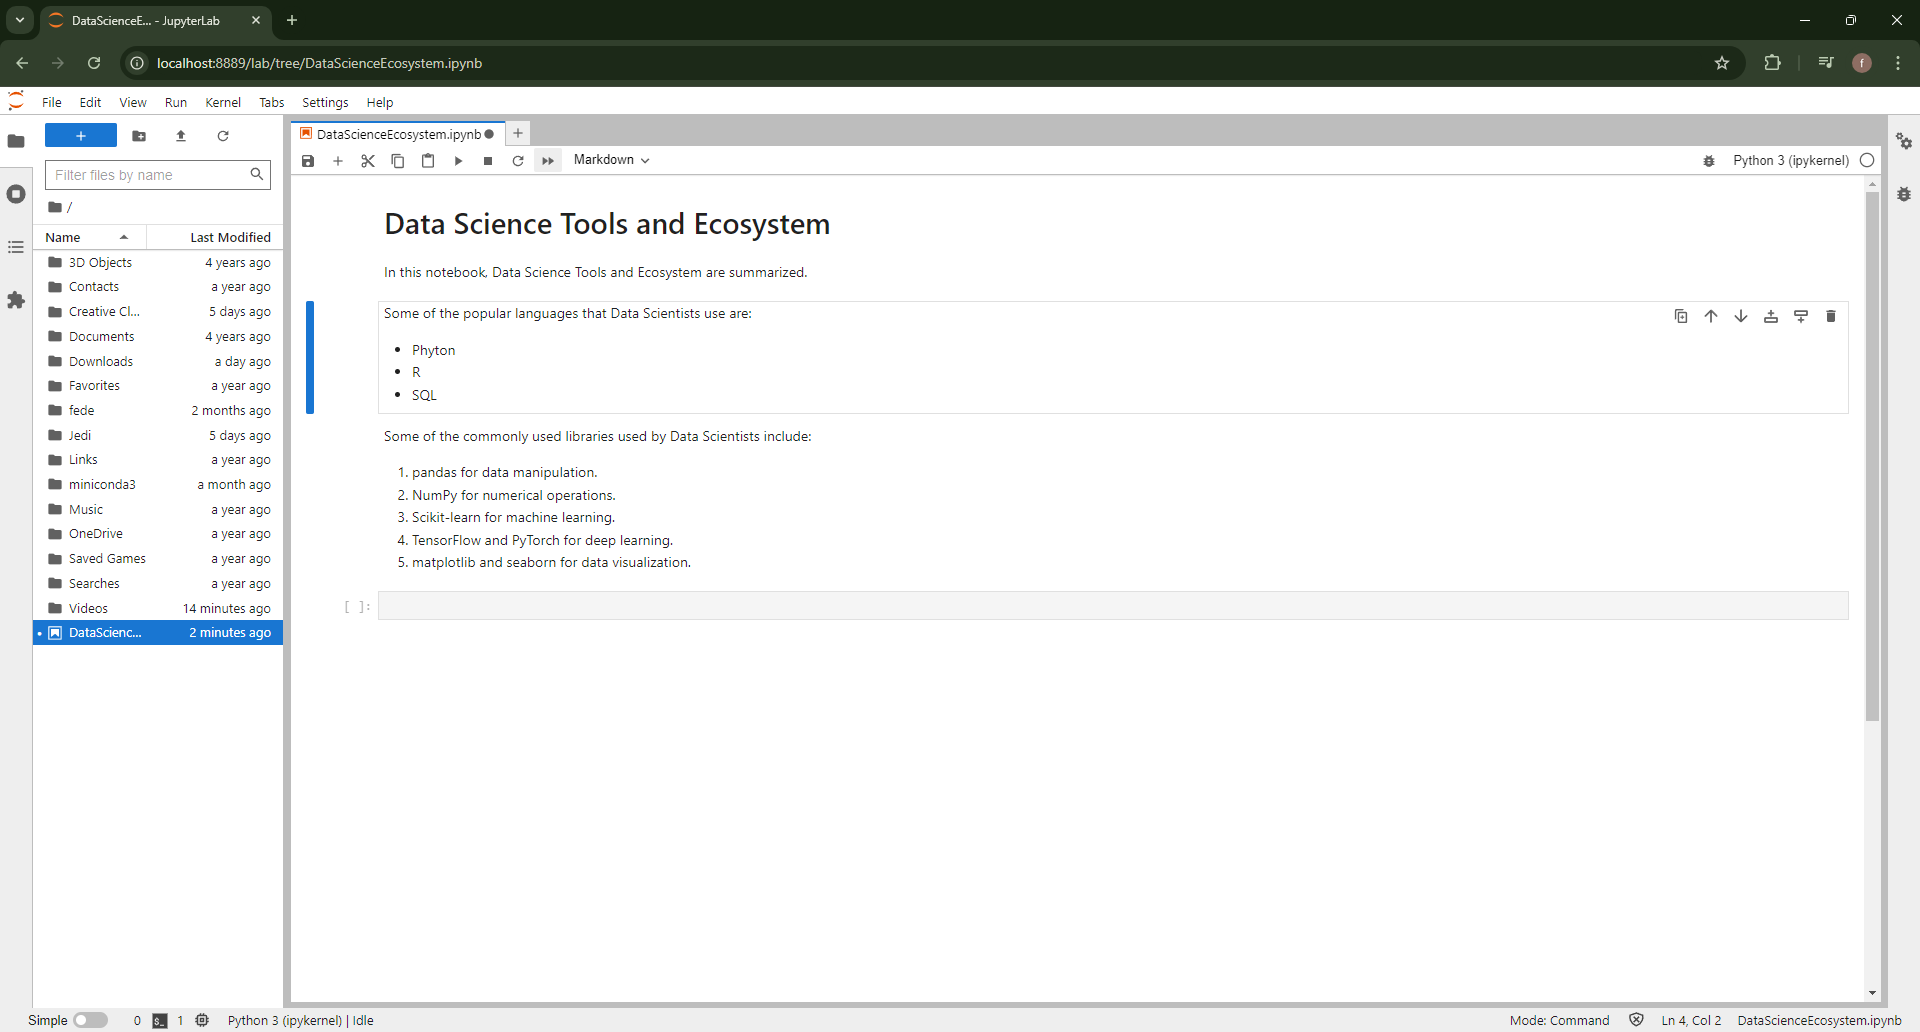 DataScienceE... - JupyterLab
localhost:8889/lab/tree/DataScienceEcosystem.ipynb
f
File Edit View Run Kernel Tabs Settings Help
DataScienceEcosystem.ipynb
Markdown
Python 3 (ipykernel)
Filter files by name
/
Name Last Modified
3D Objects 4 years ago
Contacts a year ago
Creative Cl... 5 days ago
Documents 4 years ago
Downloads a day ago
Favorites a year ago
fede 2 months ago
Jedi 5 days ago
Links a year ago
miniconda3 a month ago
Music a year ago
OneDrive a year ago
Saved Games a year ago
Searches a year ago
Videos 14 minutes ago
DataScienc... 2 minutes ago
Data Science Tools and Ecosystem
In this notebook, Data Science Tools and Ecosystem are summarized.
Some of the popular languages that Data Scientists use are:
• Phyton
• R
• SQL
Some of the commonly used libraries used by Data Scientists include:
1. pandas for data manipulation.
2. NumPy for numerical operations.
3. Scikit-learn for machine learning.
4. TensorFlow and PyTorch for deep learning.
5. matplotlib and seaborn for data visualization.
[ ]:
Simple 0 1 Python 3 (ipykernel) | Idle
Mode: Command Ln 4, Col 2 DataScienceEcosystem.ipynb